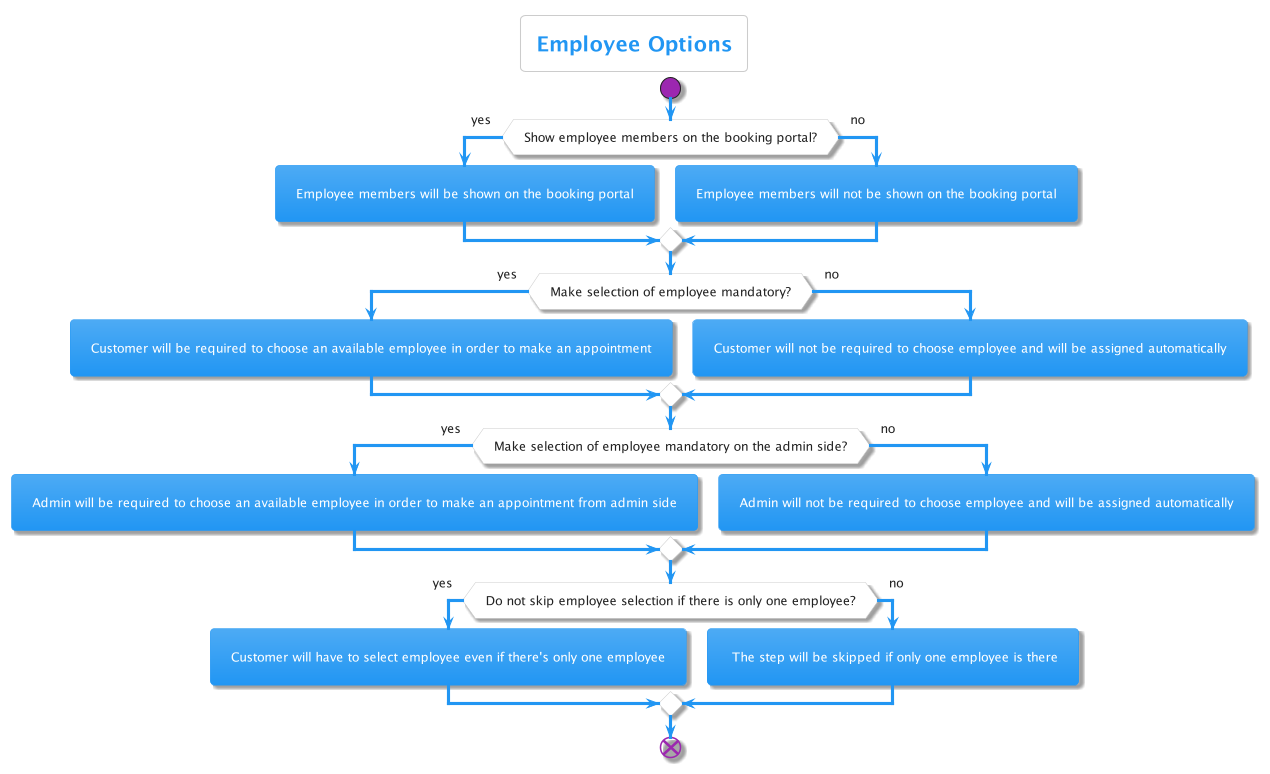 Employee Options
yes
Show employee members on the booking portal?
no
Employee members will be shown on the booking portal
Employee members will not be shown on the booking portal
yes
Make selection of employee mandatory?
no
Customer will be required to choose an available employee in order to make an appointment
Customer will not be required to choose employee and will be assigned automatically
yes
Make selection of employee mandatory on the admin side?
no
Admin will be required to choose an available employee in order to make an appointment from admin side
Admin will not be required to choose employee and will be assigned automatically
yes
Do not skip employee selection if there is only one employee?
no
Customer will have to select employee even if there's only one employee
The step will be skipped if only one employee is there